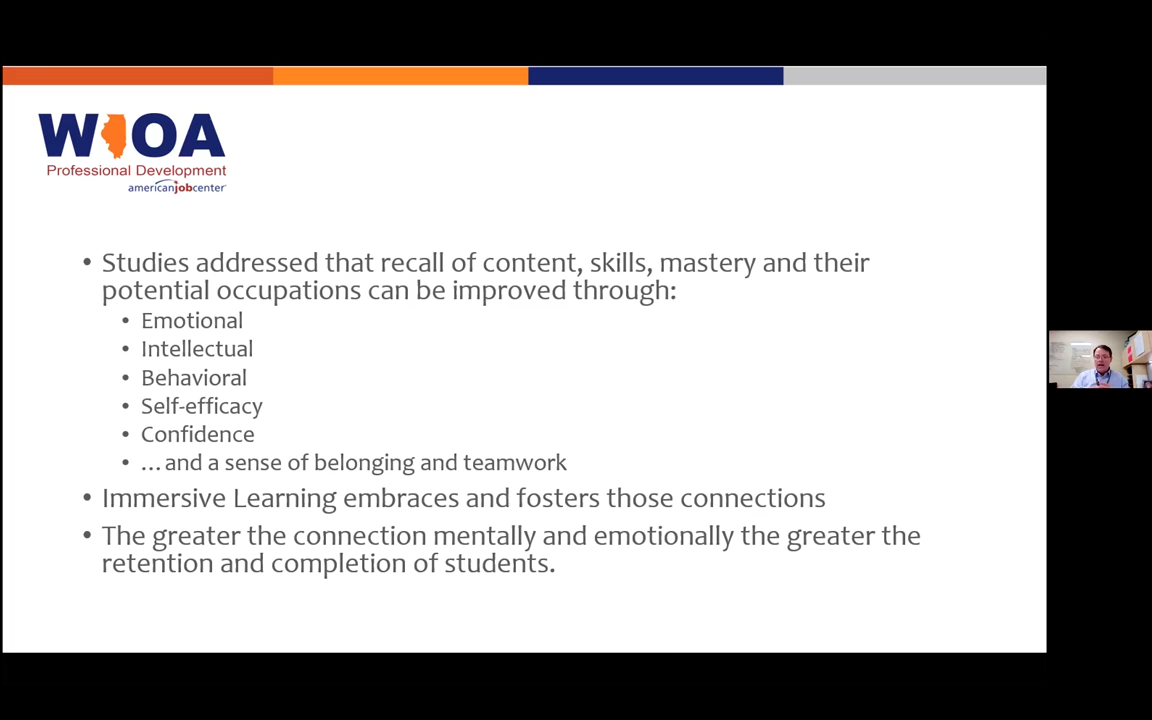 WIOA
Professional Development
americanjobcenter
• Studies addressed that recall of content, skills, mastery and their
potential occupations can be improved through:
• Emotional
• Intellectual
• Behavioral
• Self-efficacy
• Confidence
• ...and a sense of belonging and teamwork
• Immersive Learning embraces and fosters those connections
• The greater the connection mentally and emotionally the greater the
retention and completion of students.